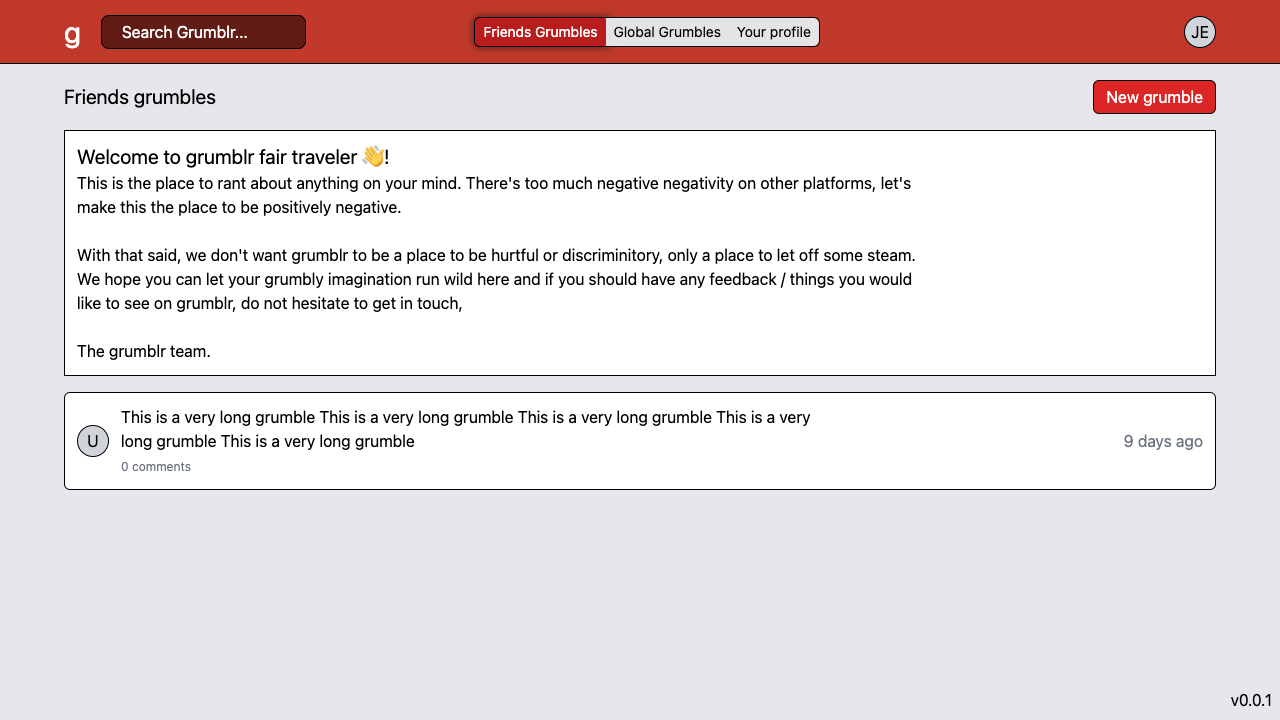 g
Search Grumblr...
Friends Grumbles
Global Grumbles
Your profile
JE
Friends grumbles
New grumble
Welcome to grumblr fair traveler 👋!
This is the place to rant about anything on your mind. There's too much negative negativity on other platforms, let's
make this the place to be positively negative.
With that said, we don't want grumblr to be a place to be hurtful or discriminitory, only a place to let off some steam.
We hope you can let your grumbly imagination run wild here and if you should have any feedback / things you would
like to see on grumblr, do not hesitate to get in touch,
The grumblr team.
U
This is a very long grumble This is a very long grumble This is a very long grumble This is a very
long grumble This is a very long grumble
0 comments
9 days ago
v0.0.1